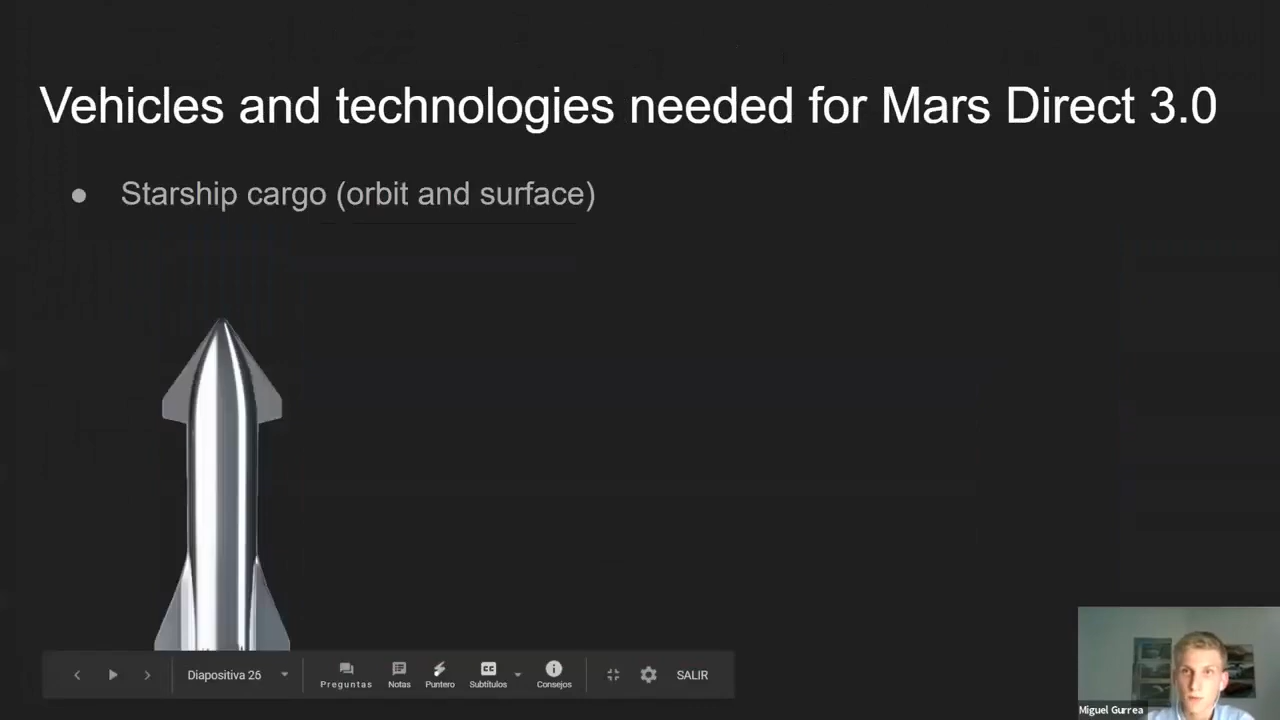 Vehicles and technologies needed for Mars Direct 3.0
● Starship cargo (orbit and surface)
Diapositiva 26
Preguntas
Notas
Puntero
Subtítulos
Consejos
SALIR
Miguel Gurrea